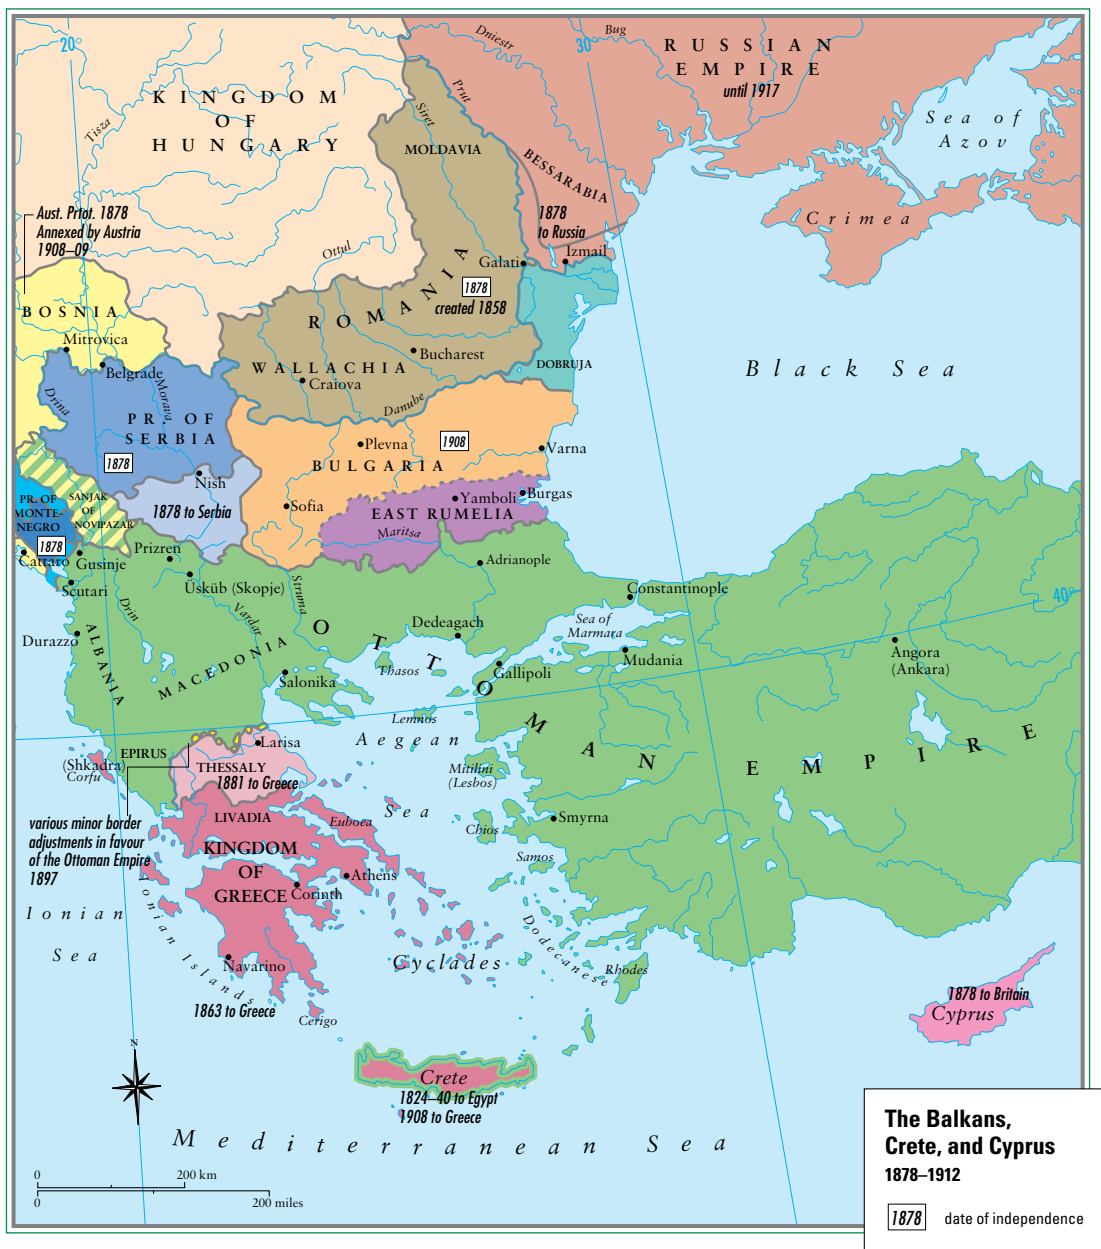 20°
30°
Dniestr
Bug
RUSSIAN
EMPIRE
until 1917
KINGDOM
OF
HUNGARY
Tisza
Prut
Siret
MOLDAVIA
BESSARABIA
1878
to Russia
Sea of
Azov
Crimea
Aust. Prtot. 1878
Annexed by Austria
1908–09
Ottul
Galati
Izmail
1878
created 1858
ROMANIA
BOSNIA
Mitrovica
Belgrade
Drina
Morava
WALLACHIA
Bucharest
Craiova
Danube
DOBRUJA
Black Sea
PR. OF
SERBIA
1878
Nish
1878 to Serbia
Plevna
1908
BULGARIA
Varna
Sofia
Yamboli
Burgas
EAST RUMELIA
Maritsa
SANJAK
OF
NOVIPAZAR
PR. OF
MONTE-
NEGRO
1878
Cattaro
Gusinje
Prizren
Scutari
Üsküb (Skopje)
Drin
Vardar
Struma
Adrianople
Constantinople
40°
Durazzo
ALBANIA
MACEDONIA
Dedeagach
Sea of
Marmara
Mudania
Angora
(Ankara)
Salonika
Thasos
Gallipoli
Lemnos
OTTOMAN EMPIRE
EPIRUS
(Shkadra)
Corfu
Larisa
THESSALY
1881 to Greece
Aegean
Sea
Mitilini
(Lesbos)
various minor border
adjustments in favour
of the Ottoman Empire
1897
LIVADIA
Euboea
Chios
Smyrna
KINGDOM
OF
GREECE
Athens
Corinth
Samos
Ionian
Sea
Ionian Islands
Navarino
1863 to Greece
Cerigo
Cyclades
Dodecanese
Rhodes
1878 to Britain
Cyprus
N
Crete
1824–40 to Egypt
1908 to Greece
Mediterranean Sea
0
200 km
0
200 miles
The Balkans,
Crete, and Cyprus
1878–1912
1878 date of independence